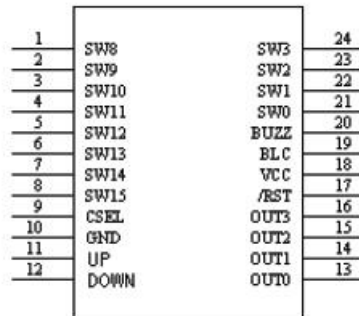 1 SW8 SW3 24
2 SW9 SW2 23
3 SW10 SW1 22
4 SW11 SW0 21
5 SW12 BUZZ 20
6 SW13 BLC 19
7 SW14 VCC 18
8 SW15 /RST 17
9 CSEL OUT3 16
10 GND OUT2 15
11 UP OUT1 14
12 DOWN OUT0 13